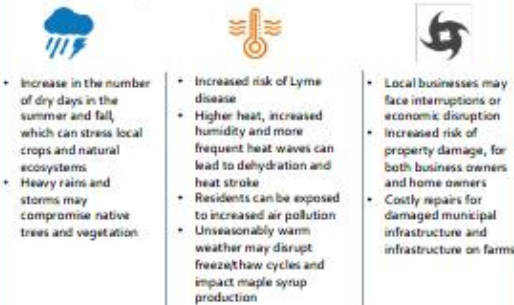 • Increase in the number
of dry days in the
summer and fall,
which can stress local
crops and natural
ecosystems
• Heavy rains and
storms may
compromise native
trees and vegetation
• Increased risk of Lyme
disease
• Higher heat, increased
humidity and more
frequent heat waves can
lead to dehydration and
heat stroke
• Residents can be exposed
to increased air pollution
• Unseasonably warm
weather may disrupt
freeze/thaw cycles and
impact maple syrup
production
• Local businesses may
face interruptions or
economic disruption
• Increased risk of
property damage, for
both business owners
and home owners
• Costly repairs for
damaged municipal
infrastructure and
infrastructure on farms